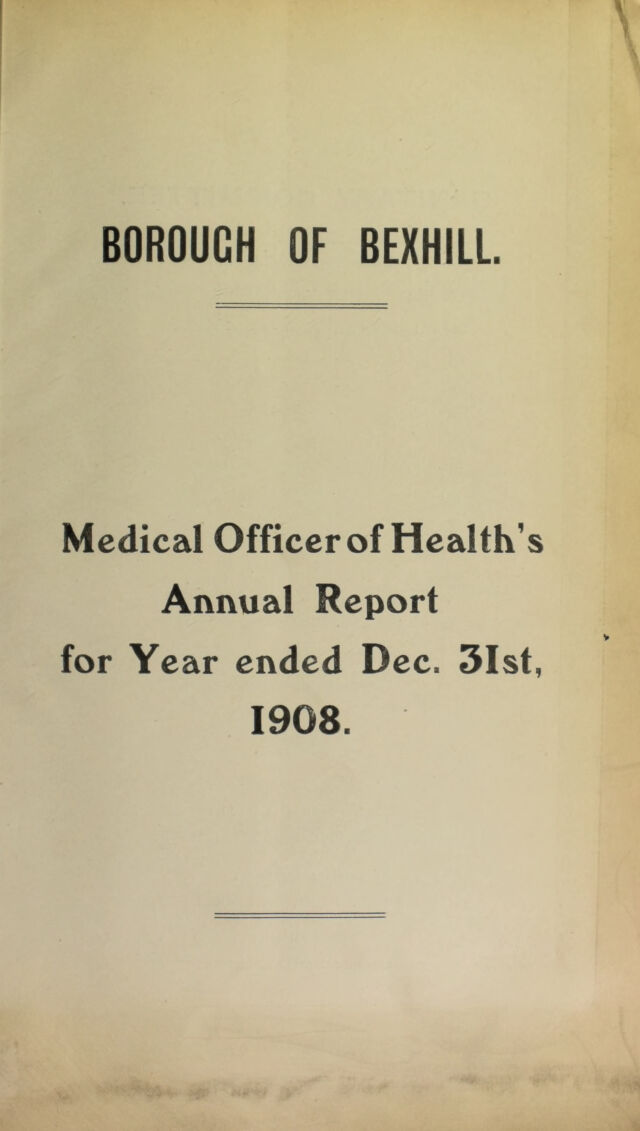 BOROUGH OF BEXHILL.
Medical Officer of Health's
Annual Report
for Year ended Dec. 31st,
1908.